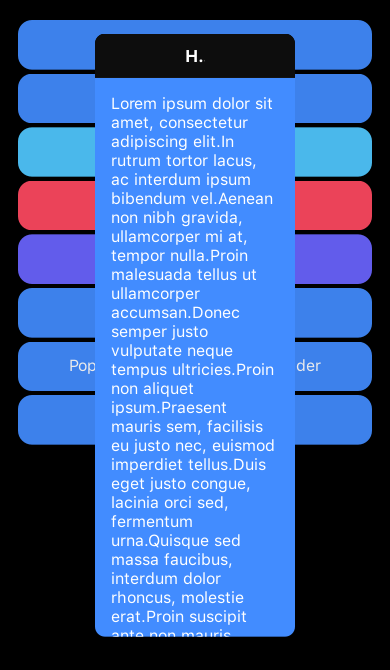 H.
Lorem ipsum dolor sit
amet, consectetur
adipiscing elit.In
rutrum tortor lacus,
ac interdum ipsum
bibendum vel.Aenean
non nibh gravida,
ullamcorper mi at,
tempor nulla.Proin
malesuada tellus ut
ullamcorper
accumsan.Donec
semper justo
vulputate neque
tempus ultricies.Proin
non aliquet
ipsum.Praesent
mauris sem, facilisis
eu justo nec, euismod
imperdiet tellus.Duis
eget justo congue,
lacinia orci sed,
fermentum
urna.Quisque sed
massa faucibus,
interdum dolor
rhoncus, molestie
erat.Proin suscipit
ante non mauris
Pop
der